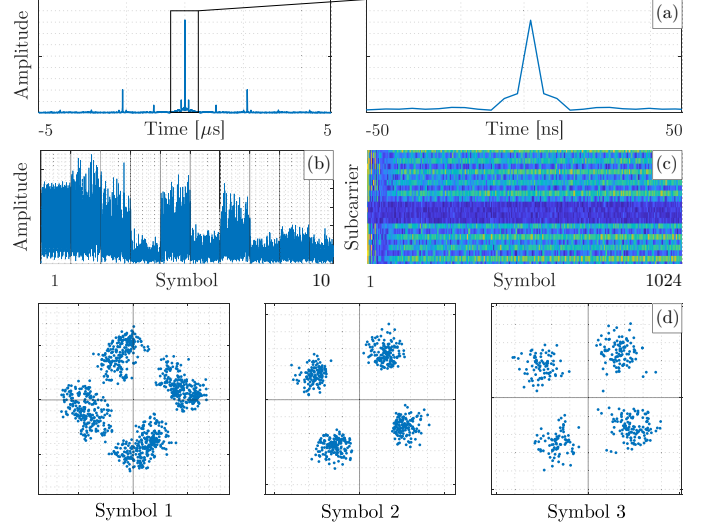 Amplitude
(a)
-5
Time [μs]
5
-50
Time [ns]
50
Amplitude
(b)
Subcarrier
(c)
1
Symbol
10
1
Symbol
1024
(d)
Symbol 1
Symbol 2
Symbol 3